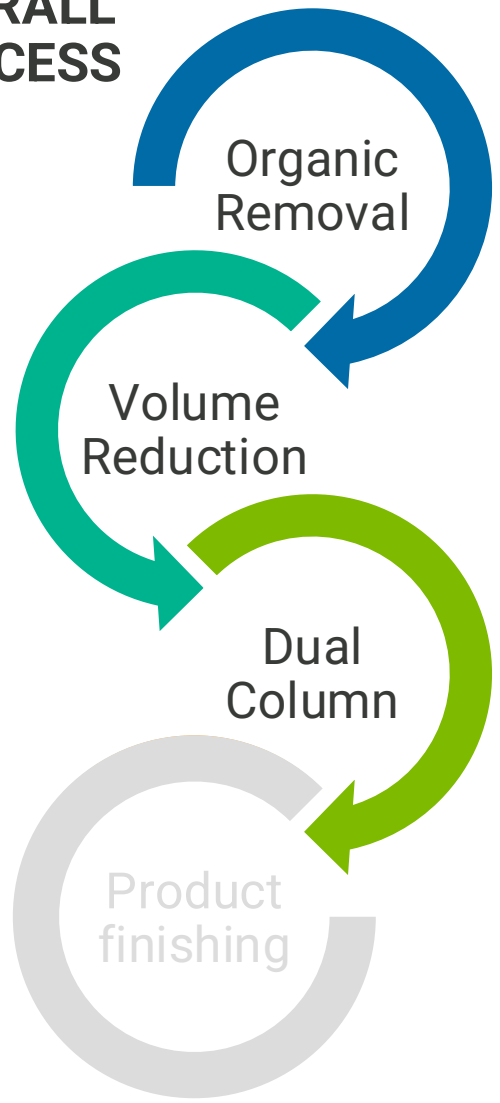 RALL
CESS
Organic
Removal
Volume
Reduction
Dual
Column
Product
finishing